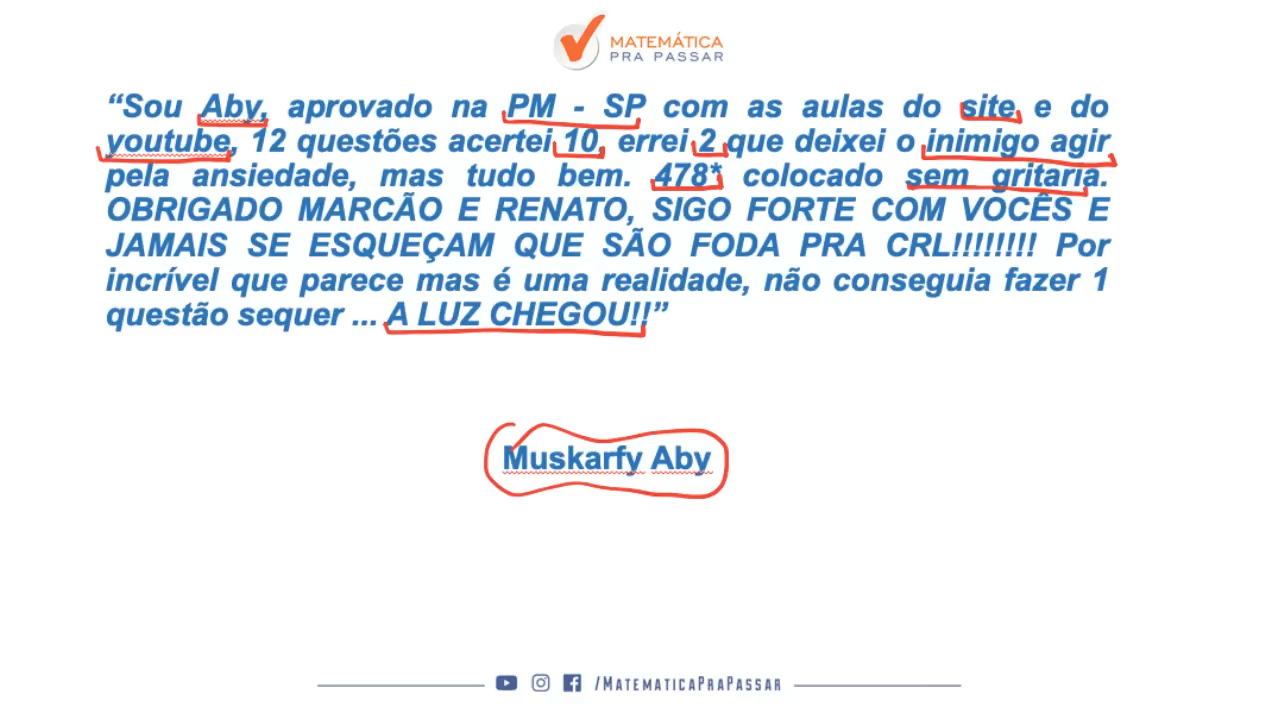 MATEMÁTICA
PRA PASSAR
“Sou Aby, aprovado na PM - SP com as aulas do site e do
youtube, 12 questões acertei 10, errei 2 que deixei o inimigo agir
pela ansiedade, mas tudo bem. 478* colocado sem gritaria.
OBRIGADO MARCÃO E RENATO, SIGO FORTE COM VOCÊS E
JAMAIS SE ESQUEÇAM QUE SÃO FODA PRA CRL!!!!!!!! Por
incrível que parece mas é uma realidade, não conseguia fazer 1
questão sequer ... A LUZ CHEGOU!!”
Muskarfy Aby
/MATEMATICAPRAPASSAR